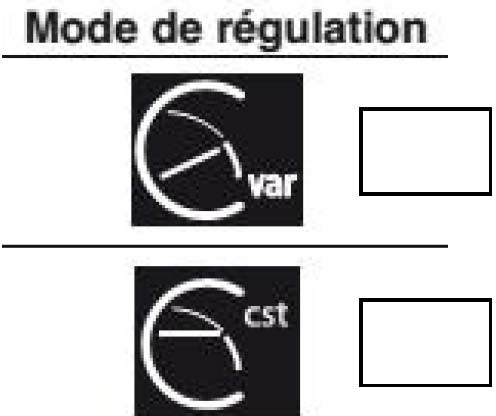 Mode de régulation
var
cst